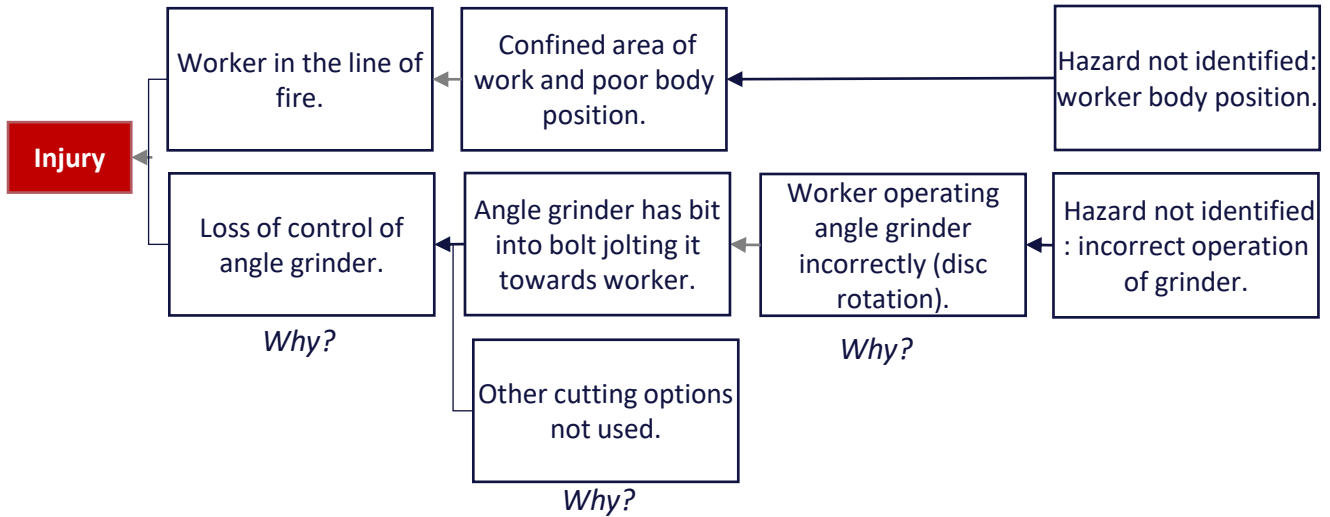 Worker in the line of
fire.
Confined area of
work and poor body
position.
Hazard not identified:
worker body position.
Injury
Loss of control of
angle grinder.
Angle grinder has bit
into bolt jolting it
towards worker.
Worker operating
angle grinder
incorrectly (disc
rotation).
Hazard not identified
: incorrect operation
of grinder.
Why?
Why?
Other cutting options
not used.
Why?